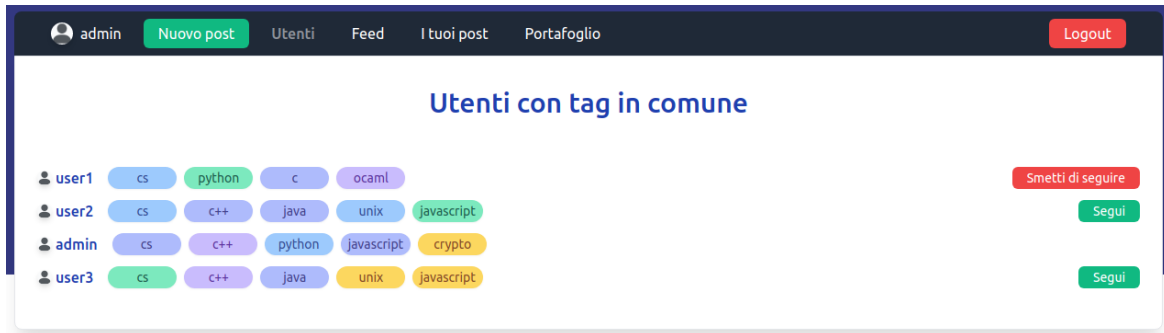 admin Nuovo post Utenti Feed I tuoi post Portafoglio Logout
Utenti con tag in comune
user1 cs python c ocaml Smetti di seguire
user2 cs c++ java unix javascript Segui
admin cs c++ python javascript crypto
user3 cs c++ java unix javascript Segui